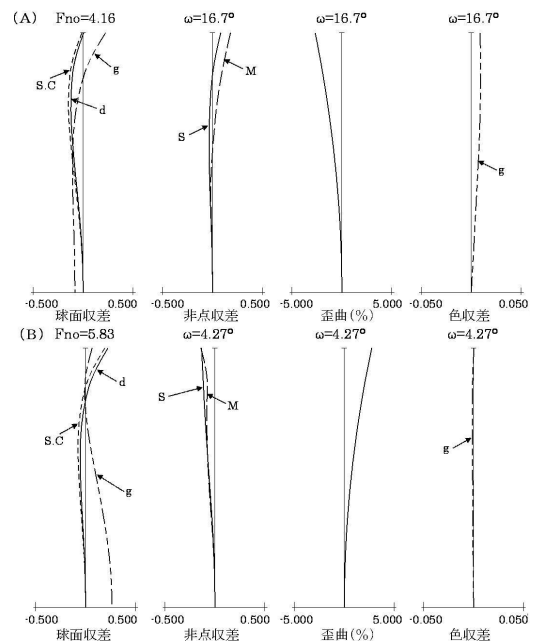 (A) Fno=4.16 ω=16.7° ω=16.7° ω=16.7°
g
S.C
d
M
S
g
-0.500 0.500 -0.500 0.500 -5.000 5.000 -0.050 0.050
球面収差 非点収差 歪曲(%) 色収差
(B) Fno=5.83 ω=4.27° ω=4.27° ω=4.27°
d
S
M
S.C
g
g
-0.500 0.500 -0.500 0.500 -5.000 5.000 -0.050 0.050
球面収差 非点収差 歪曲(%) 色収差